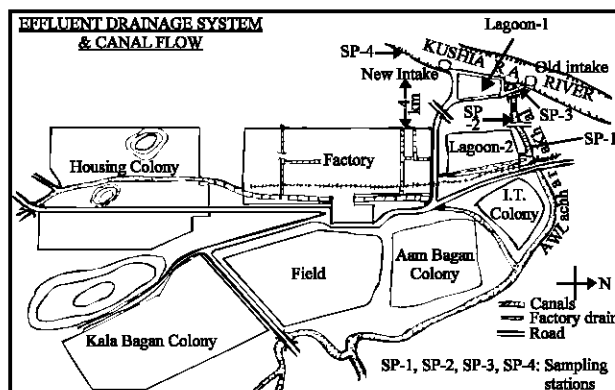 EFFLUENT DRAINAGE SYSTEM
& CANAL FLOW
Lagoon-1
SP-4
KUSHIARA RIVER
New Intake
Old intake
4 km
SP-2
SP-3
SP-1
Housing Colony
Factory
Lagoon-2
I.T.
Colony
Aam Bagan
Colony
Field
Kala Bagan Colony
N
Canals
Factory drain
Road
SP-1, SP-2, SP-3, SP-4: Sampling
stations